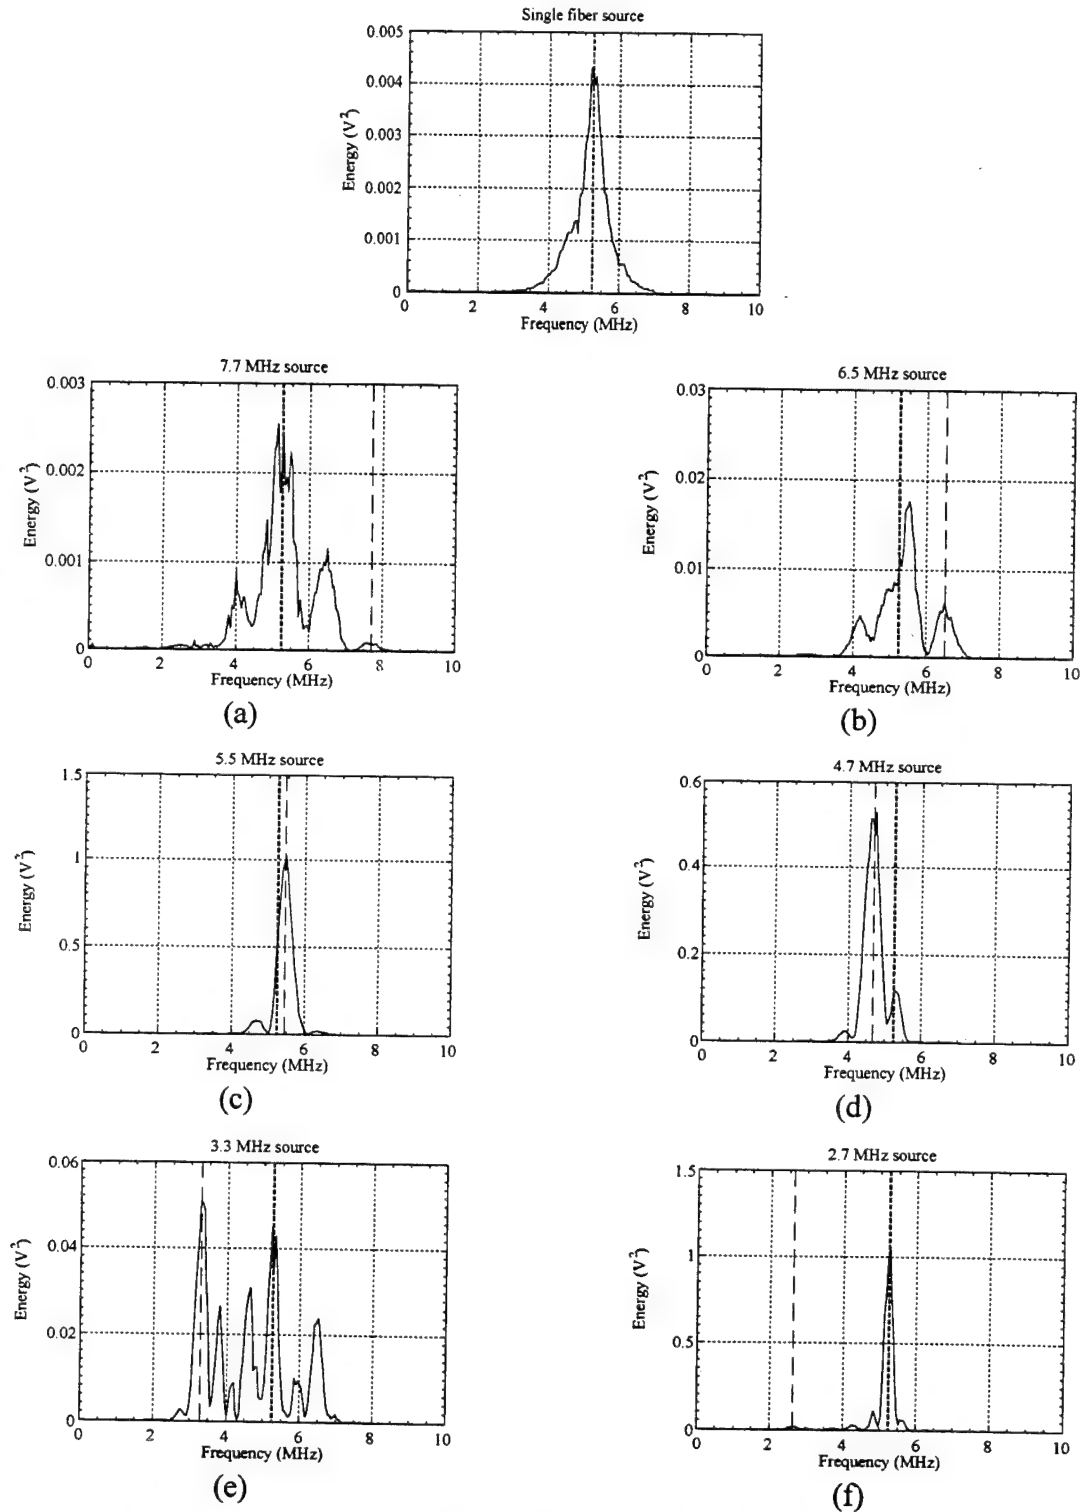 Single fiber source
0.005
0.004
0.003
0.002
0.001
0
Energy (V²)
0 2 4 6 8 10
Frequency (MHz)
7.7 MHz source
0.003
0.002
0.001
0
Energy (V²)
0 2 4 6 8 10
Frequency (MHz)
(a)
6.5 MHz source
0.03
0.02
0.01
0
Energy (V²)
0 2 4 6 8 10
Frequency (MHz)
(b)
5.5 MHz source
1.5
1
0.5
0
Energy (V²)
0 2 4 6 8 10
Frequency (MHz)
(c)
4.7 MHz source
0.6
0.4
0.2
0
Energy (V²)
0 2 4 6 8 10
Frequency (MHz)
(d)
3.3 MHz source
0.06
0.04
0.02
0
Energy (V²)
0 2 4 6 8 10
Frequency (MHz)
(e)
2.7 MHz source
1.5
1
0.5
0
Energy (V²)
0 2 4 6 8 10
Frequency (MHz)
(f)